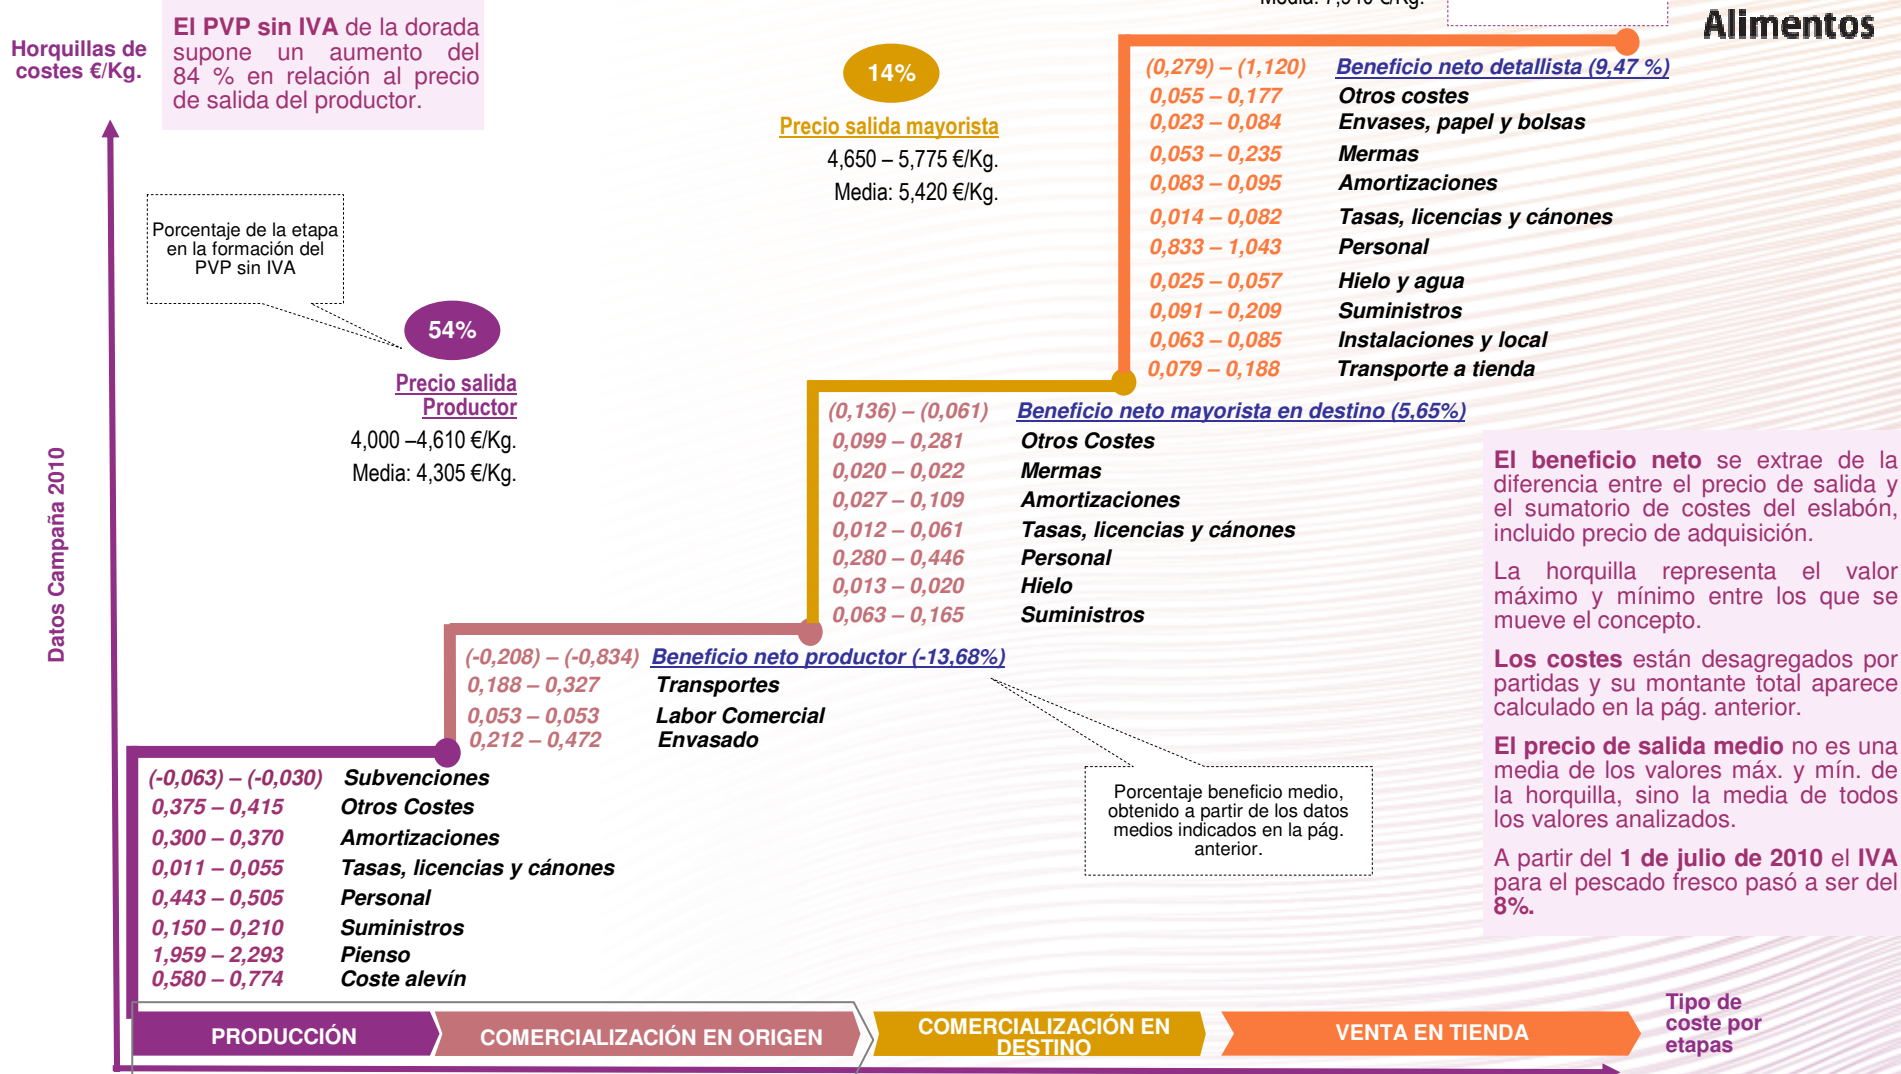 Media: 7,940 €/Kg.
Alimentos
Horquillas de
costes €/Kg.
El PVP sin IVA de la dorada
supone un aumento del
84 % en relación al precio
de salida del productor.
Porcentaje de la etapa
en la formación del
PVP sin IVA
54%
Precio salida
Productor
4,000 –4,610 €/Kg.
Media: 4,305 €/Kg.
14%
Precio salida mayorista
4,650 – 5,775 €/Kg.
Media: 5,420 €/Kg.
(0,279) – (1,120) Beneficio neto detallista (9,47 %)
0,055 – 0,177 Otros costes
0,023 – 0,084 Envases, papel y bolsas
0,053 – 0,235 Mermas
0,083 – 0,095 Amortizaciones
0,014 – 0,082 Tasas, licencias y cánones
0,833 – 1,043 Personal
0,025 – 0,057 Hielo y agua
0,091 – 0,209 Suministros
0,063 – 0,085 Instalaciones y local
0,079 – 0,188 Transporte a tienda
(0,136) – (0,061) Beneficio neto mayorista en destino (5,65%)
0,099 – 0,281 Otros Costes
0,020 – 0,022 Mermas
0,027 – 0,109 Amortizaciones
0,012 – 0,061 Tasas, licencias y cánones
0,280 – 0,446 Personal
0,013 – 0,020 Hielo
0,063 – 0,165 Suministros
(-0,208) – (-0,834) Beneficio neto productor (-13,68%)
0,188 – 0,327 Transportes
0,053 – 0,053 Labor Comercial
0,212 – 0,472 Envasado
(-0,063) – (-0,030) Subvenciones
0,375 – 0,415 Otros Costes
0,300 – 0,370 Amortizaciones
0,011 – 0,055 Tasas, licencias y cánones
0,443 – 0,505 Personal
0,150 – 0,210 Suministros
1,959 – 2,293 Pienso
0,580 – 0,774 Coste alevín
Datos Campaña 2010
Porcentaje beneficio medio,
obtenido a partir de los datos
medios indicados en la pág.
anterior.
El beneficio neto se extrae de la
diferencia entre el precio de salida y
el sumatorio de costes del eslabón,
incluido precio de adquisición.
La horquilla representa el valor
máximo y mínimo entre los que se
mueve el concepto.
Los costes están desagregados por
partidas y su montante total aparece
calculado en la pág. anterior.
El precio de salida medio no es una
media de los valores máx. y mín. de
la horquilla, sino la media de todos
los valores analizados.
A partir del 1 de julio de 2010 el IVA
para el pescado fresco pasó a ser del
8%.
PRODUCCIÓN
COMERCIALIZACIÓN EN ORIGEN
COMERCIALIZACIÓN EN
DESTINO
VENTA EN TIENDA
Tipo de
coste por
etapas